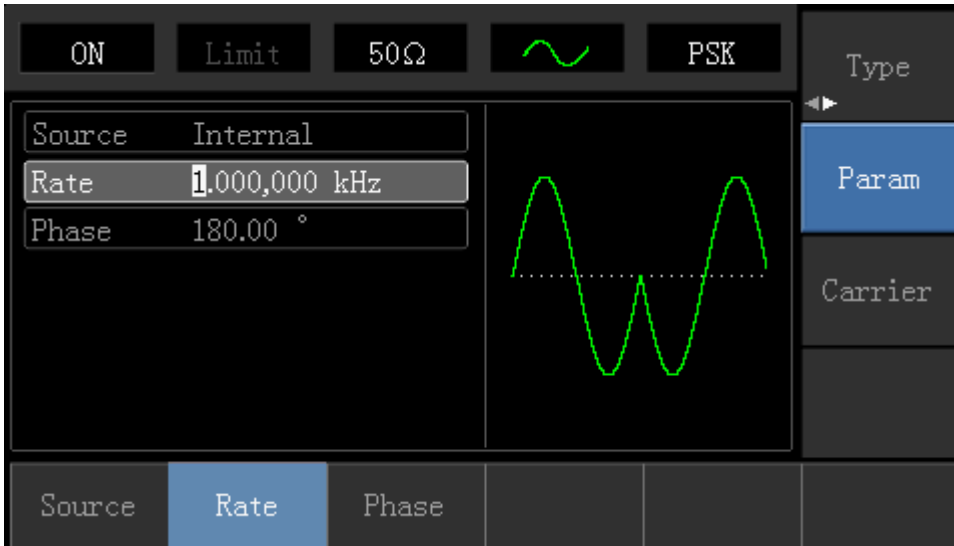 ON Limit 50Ω PSK
Type
Source Internal
Rate 1.000,000 kHz
Phase 180.00 °
Param
Carrier
Source Rate Phase